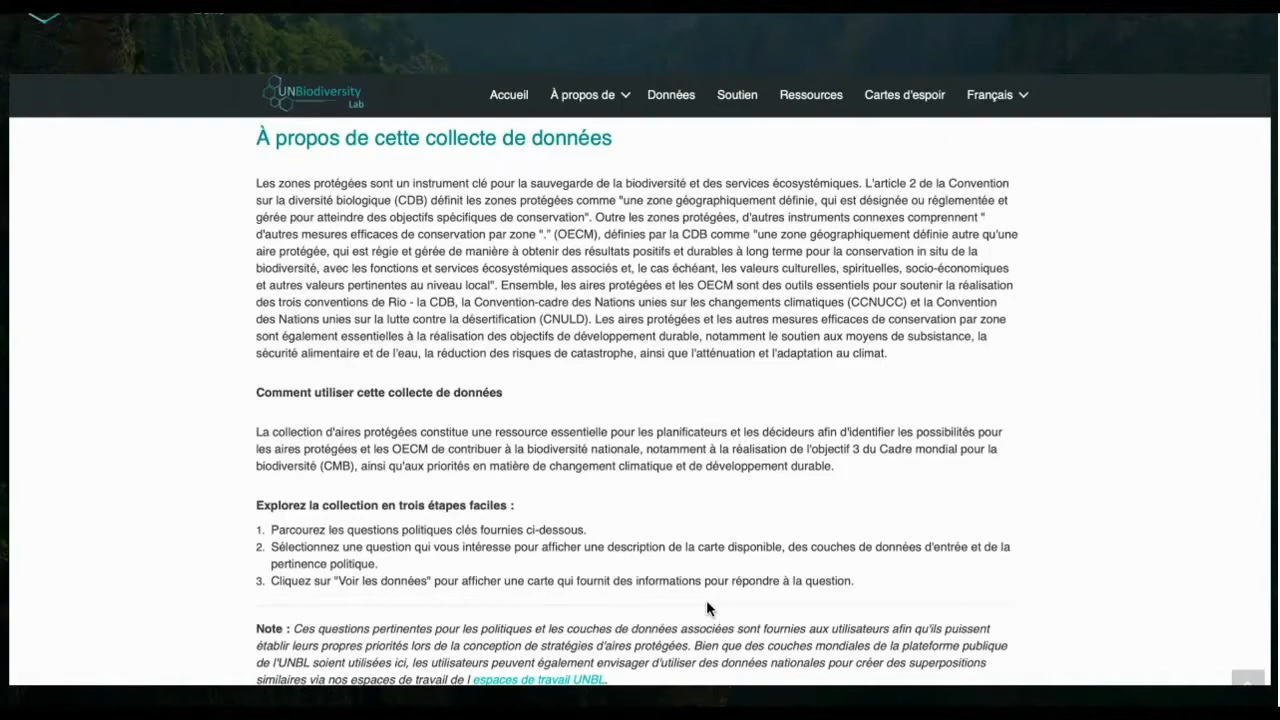 UNBiodiversity
Lab
Accueil À propos de Données Soutien Ressources Cartes d'espoir Français
À propos de cette collecte de données
Les zones protégées sont un instrument clé pour la sauvegarde de la biodiversité et des services écosystémiques. L'article 2 de la Convention
sur la diversité biologique (CDB) définit les zones protégées comme "une zone géographiquement définie, qui est désignée ou réglementée et
gérée pour atteindre des objectifs spécifiques de conservation". Outre les zones protégées, d'autres instruments connexes comprennent "
d'autres mesures efficaces de conservation par zone "." (OECM), définies par la CDB comme "une zone géographiquement définie autre qu'une
aire protégée, qui est régie et gérée de manière à obtenir des résultats positifs et durables à long terme pour la conservation in situ de la
biodiversité, avec les fonctions et services écosystémiques associés et, le cas échéant, les valeurs culturelles, spirituelles, socio-économiques
et autres valeurs pertinentes au niveau local". Ensemble, les aires protégées et les OECM sont des outils essentiels pour soutenir la réalisation
des trois conventions de Rio - la CDB, la Convention-cadre des Nations unies sur les changements climatiques (CCNUCC) et la Convention
des Nations unies sur la lutte contre la désertification (CNULD). Les aires protégées et les autres mesures efficaces de conservation par zone
sont également essentielles à la réalisation des objectifs de développement durable, notamment le soutien aux moyens de subsistance, la
sécurité alimentaire et de l'eau, la réduction des risques de catastrophe, ainsi que l'atténuation et l'adaptation au climat.
Comment utiliser cette collecte de données
La collection d'aires protégées constitue une ressource essentielle pour les planificateurs et les décideurs afin d'identifier les possibilités pour
les aires protégées et les OECM de contribuer à la biodiversité nationale, notamment à la réalisation de l'objectif 3 du Cadre mondial pour la
biodiversité (CMB), ainsi qu'aux priorités en matière de changement climatique et de développement durable.
Explorez la collection en trois étapes faciles :
1. Parcourez les questions politiques clés fournies ci-dessous.
2. Sélectionnez une question qui vous intéresse pour afficher une description de la carte disponible, des couches de données d'entrée et de la
pertinence politique.
3. Cliquez sur "Voir les données" pour afficher une carte qui fournit des informations pour répondre à la question.
Note : Ces questions pertinentes pour les politiques et les couches de données associées sont fournies aux utilisateurs afin qu'ils puissent
établir leurs propres priorités lors de la conception de stratégies d'aires protégées. Bien que des couches mondiales de la plateforme publique
de l'UNBL soient utilisées ici, les utilisateurs peuvent également envisager d'utiliser des données nationales pour créer des superpositions
similaires via nos espaces de travail de l espaces de travail UNBL.